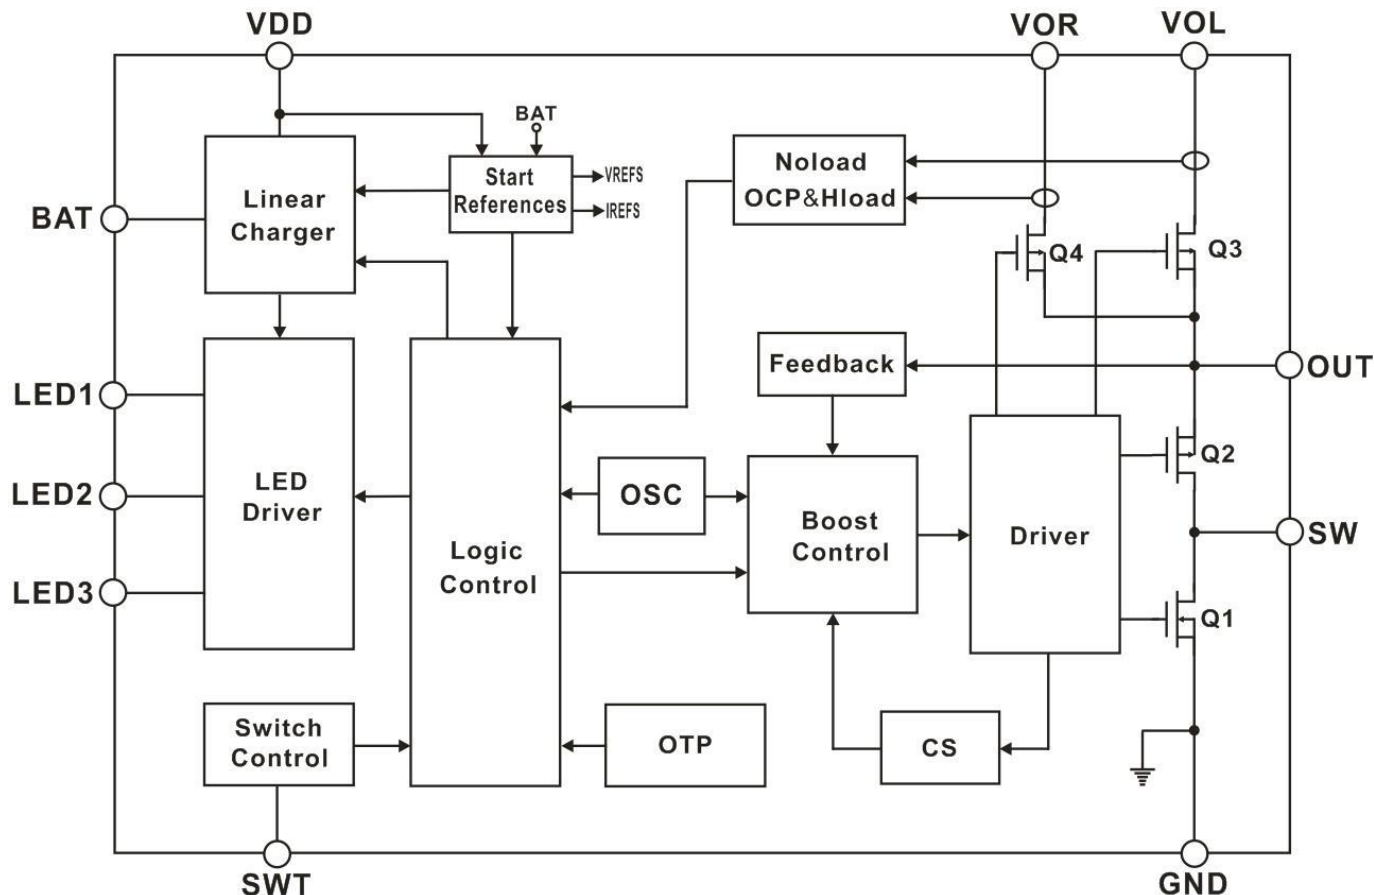 VDD
VOR
VOL
BAT
Noload
OCP&Hload
Start
References
VREFS
IREFS
Linear
Charger
BAT
Q4
Q3
Feedback
OUT
LED1
LED2
LED3
LED
Driver
Logic
Control
OSC
Boost
Control
Driver
Q2
SW
Q1
Switch
Control
OTP
CS
SWT
GND